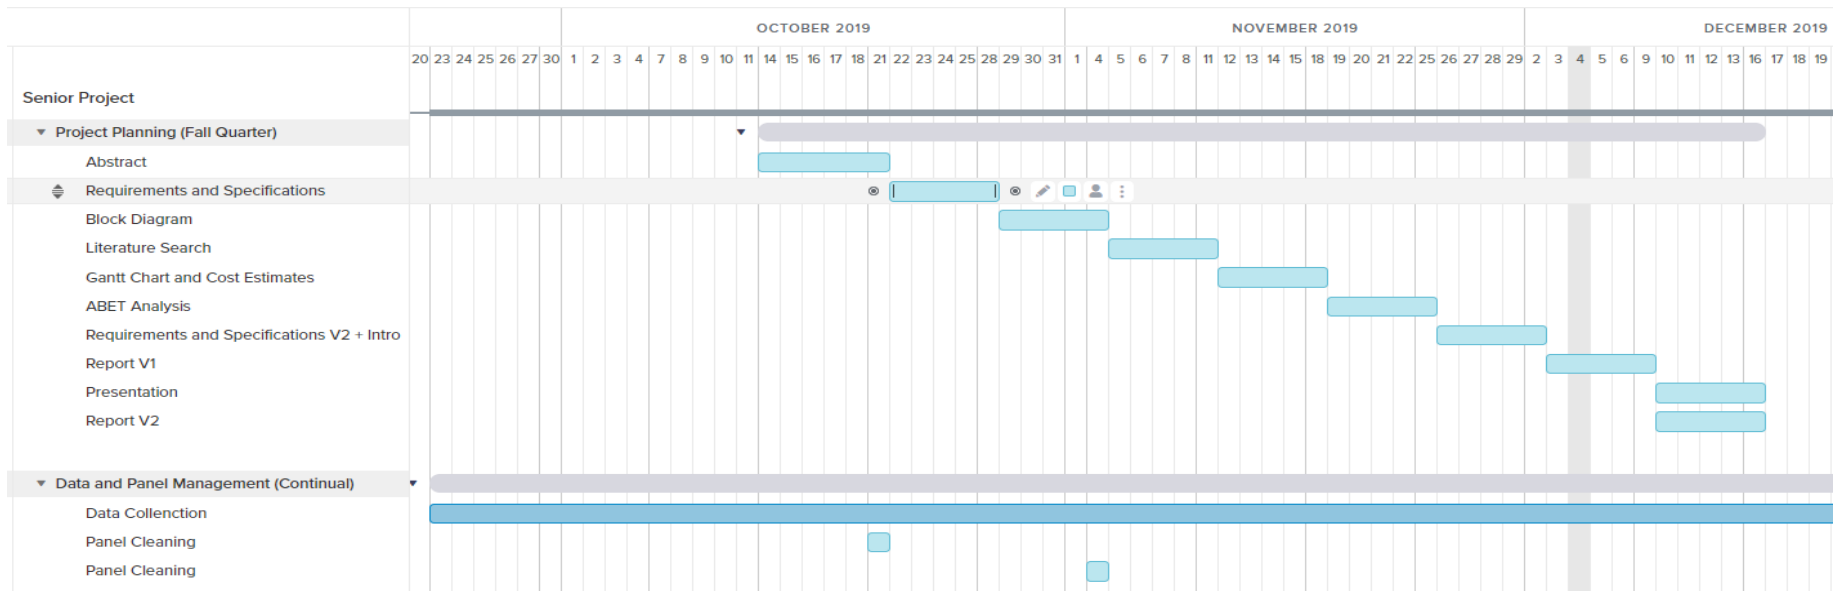 OCTOBER 2019 NOVEMBER 2019 DECEMBER 2019
20 23 24 25 26 27 30 1 2 3 4 7 8 9 10 11 14 15 16 17 18 21 22 23 24 25 28 29 30 31 1 4 5 6 7 8 11 12 13 14 15 18 19 20 21 22 25 26 27 28 29 2 3 4 5 6 9 10 11 12 13 16 17 18 19
Senior Project
Project Planning (Fall Quarter)
Abstract
Requirements and Specifications
Block Diagram
Literature Search
Gantt Chart and Cost Estimates
ABET Analysis
Requirements and Specifications V2 + Intro
Report V1
Presentation
Report V2
Data and Panel Management (Continual)
Data Collenction
Panel Cleaning
Panel Cleaning